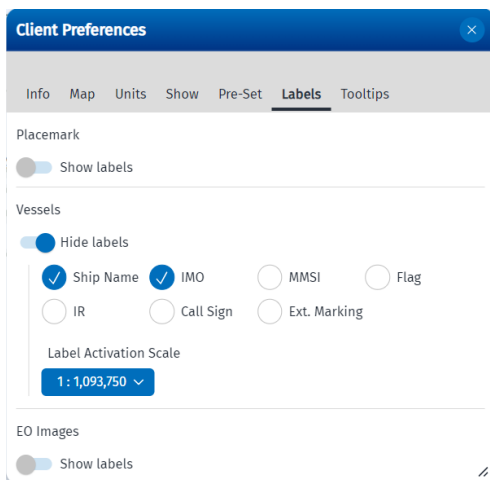 Client Preferences
Info Map Units Show Pre-Set Labels Tooltips
Placemark
Show labels
Vessels
Hide labels
Ship Name IMO MMSI Flag
IR Call Sign Ext. Marking
Label Activation Scale
1 : 1,093,750
EO Images
Show labels